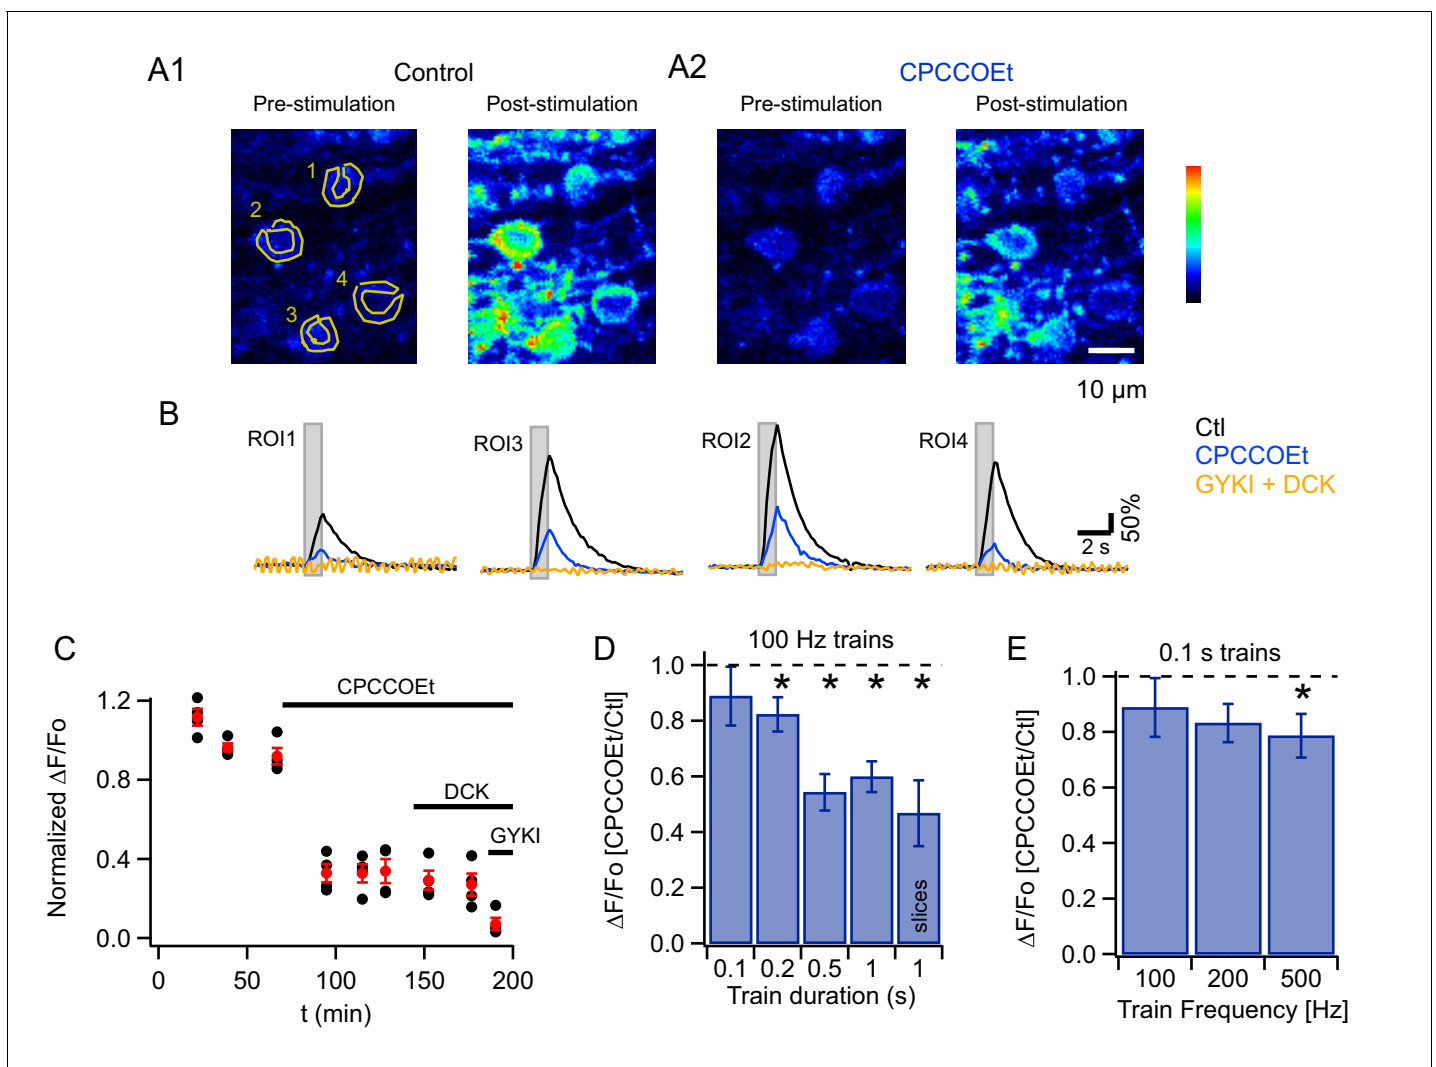 A1
Control
A2
CPCCOEt
Pre-stimulation
Post-stimulation
Pre-stimulation
Post-stimulation
1
2
4
3
10 µm
B
ROI1
ROI3
ROI2
ROI4
Ctl
CPCCOEt
GYKI + DCK
50%
2 s
C
Normalized ΔF/Fo
1.2
0.8
0.4
0.0
CPCCOEt
DCK
GYKI
0 50 100 150 200
t (min)
D
100 Hz trains
ΔF/Fo [CPCCOEt/Ctl]
1.0
0.8
0.6
0.4
0.2
0.0
* * * *
slices
0.1 0.2 0.5 1 1
Train duration (s)
E
0.1 s trains
ΔF/Fo [CPCCOEt/Ctl]
1.0
0.8
0.6
0.4
0.2
0.0
*
100 200 500
Train Frequency [Hz]